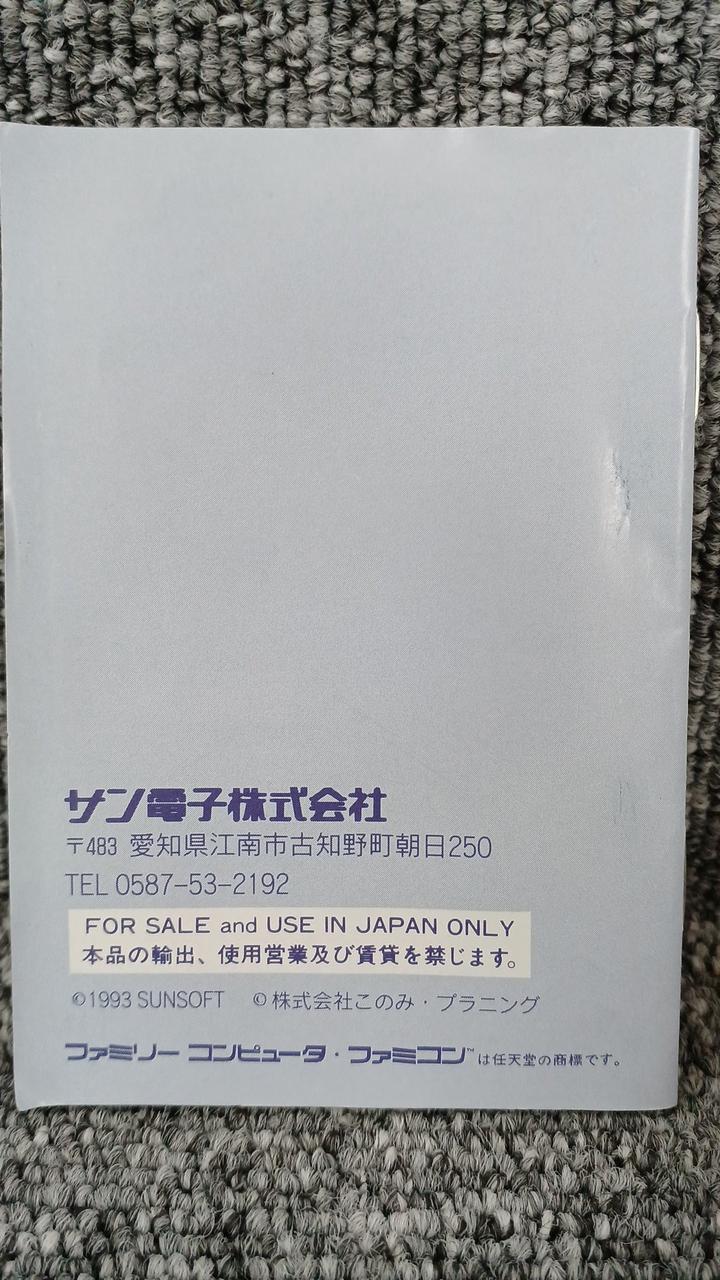 サン電子株式会社
〒483 愛知県江南市古知野町朝日250
TEL 0587-53-2192
FOR SALE and USE IN JAPAN ONLY
本品の輸出、使用営業及び賃貸を禁じます。
©1993 SUNSOFT ©株式会社このみ・プラニング
ファミリー コンピュータ・ファミコン™は任天堂の商標です。